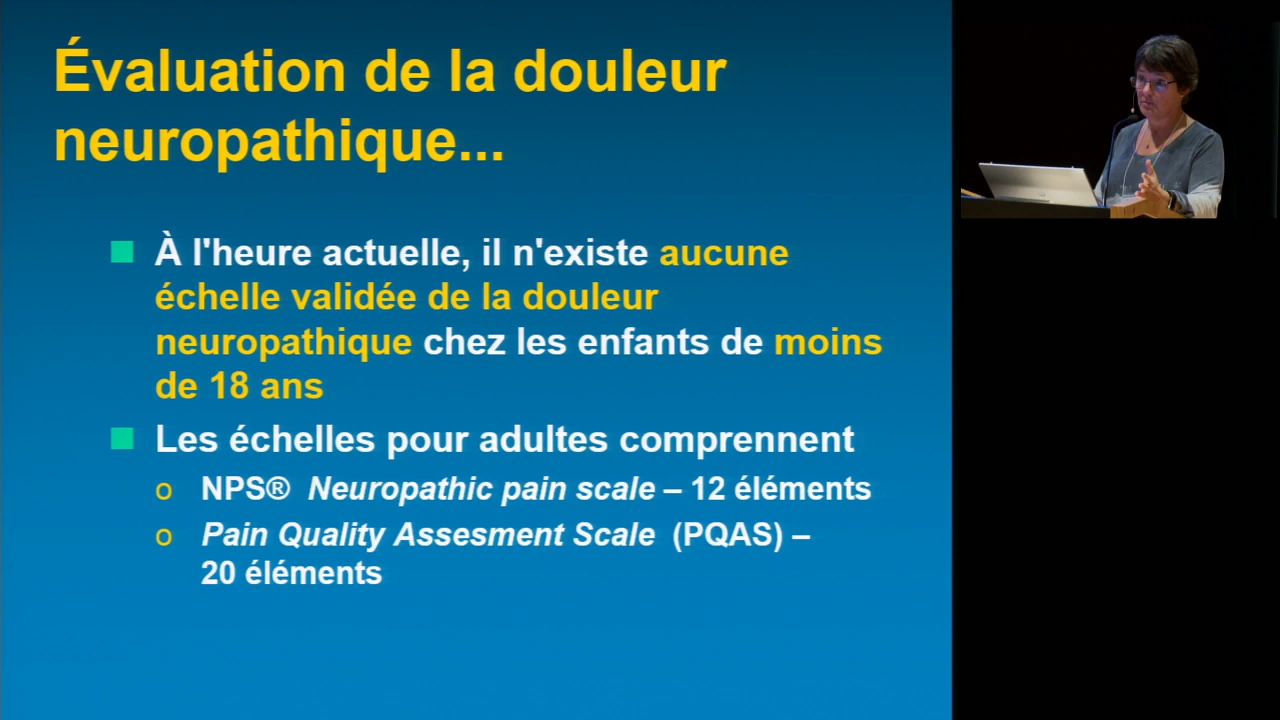 Évaluation de la douleur
neuropathique...
À l'heure actuelle, il n'existe aucune
échelle validée de la douleur
neuropathique chez les enfants de moins
de 18 ans
Les échelles pour adultes comprennent
o NPS® Neuropathic pain scale – 12 éléments
o Pain Quality Assesment Scale (PQAS) –
20 éléments